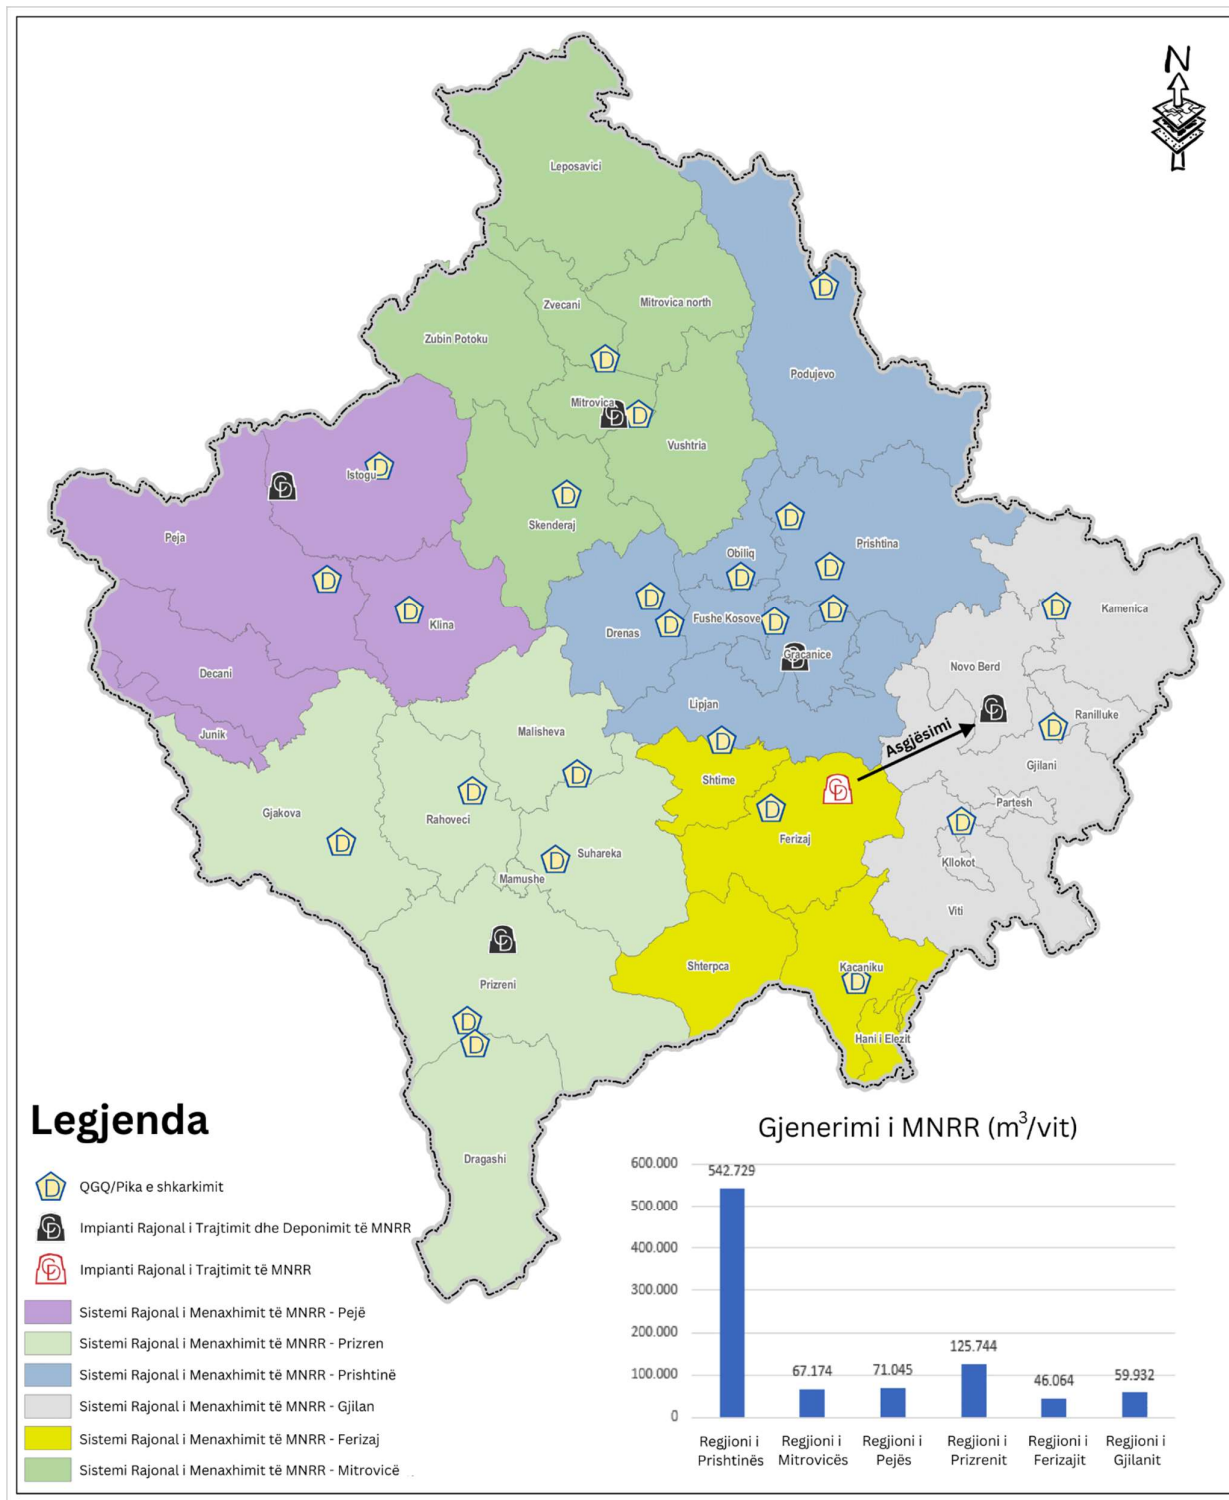 N
Leposavici
Zvecani
Mitrovica north
Zubin Potoku
Podujevo
Mitrovica
Vushtria
Istogu
Skenderaj
Peja
Prishtina
Obiliq
Klina
Drenas
Fushe Kosove
Kamenica
Gracanice
Novo Berd
Decani
Lipjan
Ranilluke
Junik
Malisheva
Asgjësimi
Gjilani
Shtime
Partesh
Gjakova
Rahoveci
Ferizaj
Suhareka
Kllokot
Mamushe
Viti
Shterpca
Kacaniku
Prizreni
Hani i Elezit
Dragashi
Legjenda
D QGQ/Pika e shkarkimit
CD Impianti Rajonal i Trajtimit dhe Deponimit të MNRR
CD Impianti Rajonal i Trajtimit të MNRR
Sistemi Rajonal i Menaxhimit të MNRR - Pejë
Sistemi Rajonal i Menaxhimit të MNRR - Prizren
Sistemi Rajonal i Menaxhimit të MNRR - Prishtinë
Sistemi Rajonal i Menaxhimit të MNRR - Gjilan
Sistemi Rajonal i Menaxhimit të MNRR - Ferizaj
Sistemi Rajonal i Menaxhimit të MNRR - Mitrovicë
Gjenerimi i MNRR (m³/vit)
600.000
500.000
400.000
300.000
200.000
100.000
0
542.729
67.174
71.045
125.744
46.064
59.932
Regjioni i Prishtinës
Regjioni i Mitrovicës
Regjioni i Pejës
Regjioni i Prizrenit
Regjioni i Ferizajit
Regjioni i Gjilanit